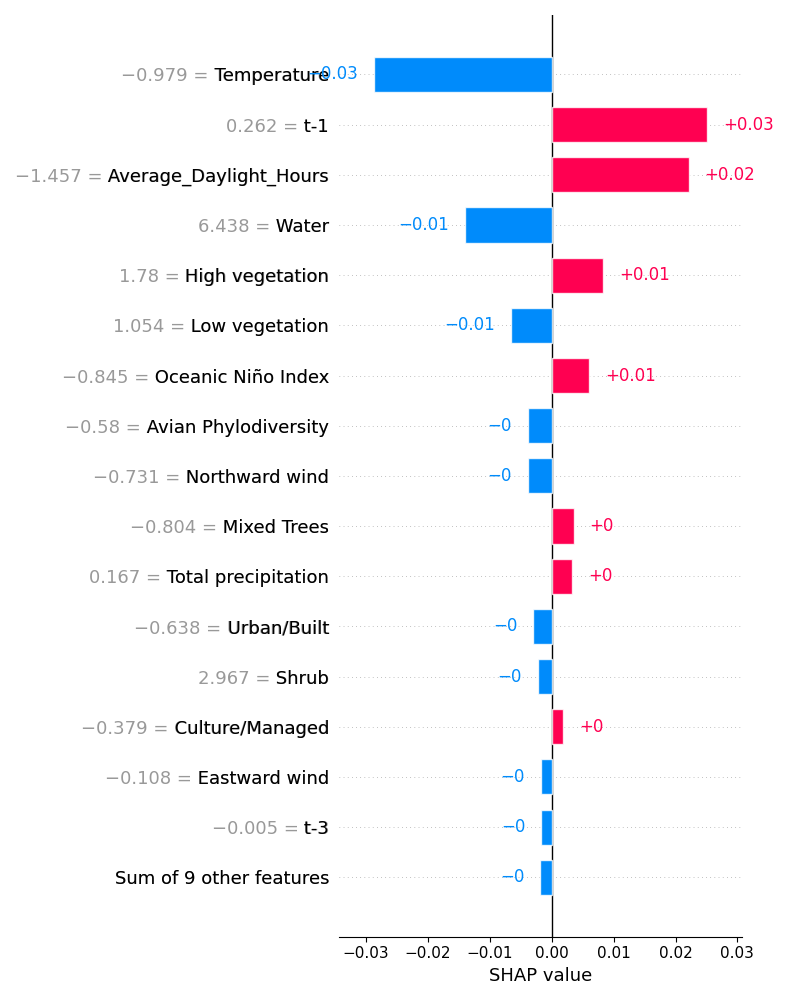 −0.979 = Temperature −0.03
0.262 = t-1 +0.03
−1.457 = Average_Daylight_Hours +0.02
6.438 = Water −0.01
1.78 = High vegetation +0.01
1.054 = Low vegetation −0.01
−0.845 = Oceanic Niño Index +0.01
−0.58 = Avian Phylodiversity −0
−0.731 = Northward wind −0
−0.804 = Mixed Trees +0
0.167 = Total precipitation +0
−0.638 = Urban/Built −0
2.967 = Shrub −0
−0.379 = Culture/Managed +0
−0.108 = Eastward wind −0
−0.005 = t-3 −0
Sum of 9 other features −0
−0.03 −0.02 −0.01 0.00 0.01 0.02 0.03
SHAP value